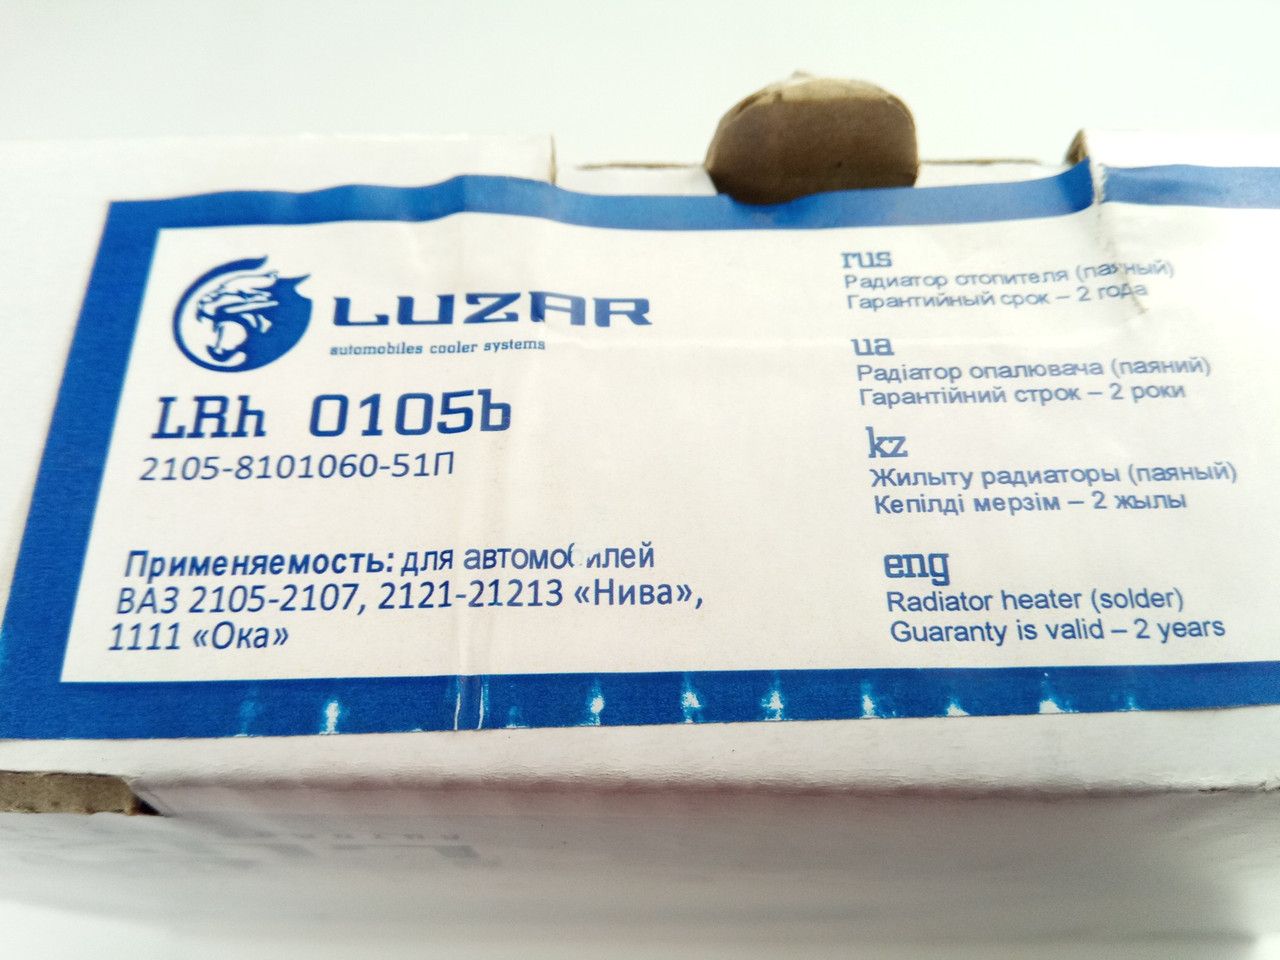 LUZAR
automobiles cooler systems
LRh 0105b
2105-8101060-51П
Применяемость: для автомобилей
ВАЗ 2105-2107, 2121-21213 «Нива»,
1111 «Ока»
rus
Радиатор отопителя (паяный)
Гарантийный срок – 2 года
ua
Радіатор опалювача (паяний)
Гарантійний строк – 2 роки
kz
Жилыту радиаторы (паяный)
Кепілді мерзім – 2 жылы
eng
Radiator heater (solder)
Guaranty is valid – 2 years